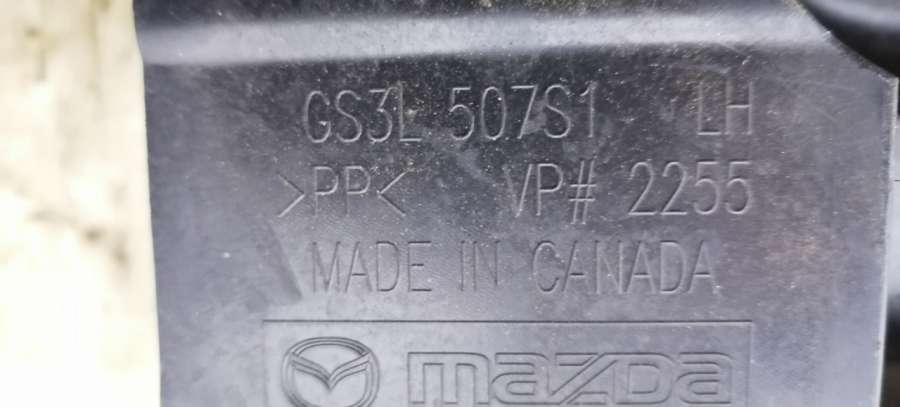 GS3L 507S1 LH
>PP< VP# 2255
MADE IN CANADA
mazda